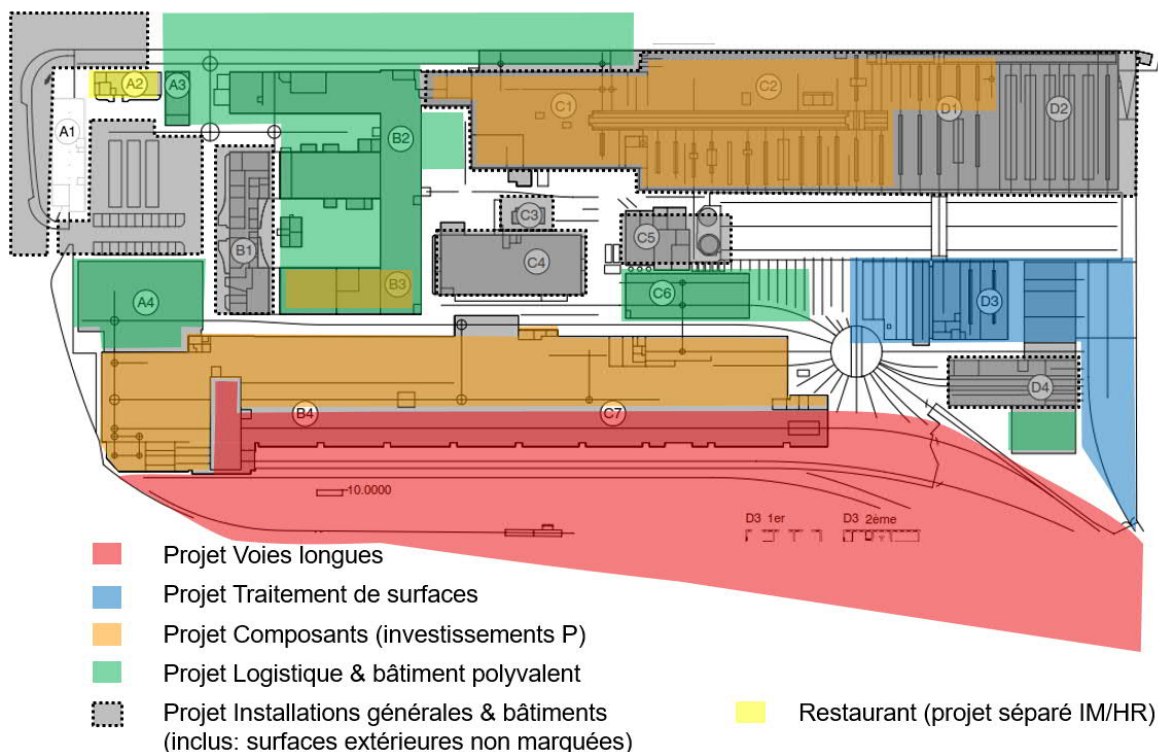 A2
A3
A1
C1
C2
D1
D2
B2
C3
B1
C5
C4
B3
C6
A4
D3
D4
B4
C7
10.0000
D3 1er
D3 2ème
Projet Voies longues
Projet Traitement de surfaces
Projet Composants (investissements P)
Projet Logistique & bâtiment polyvalent
Projet Installations générales & bâtiments
(inclus: surfaces extérieures non marquées)
Restaurant (projet séparé IM/HR)